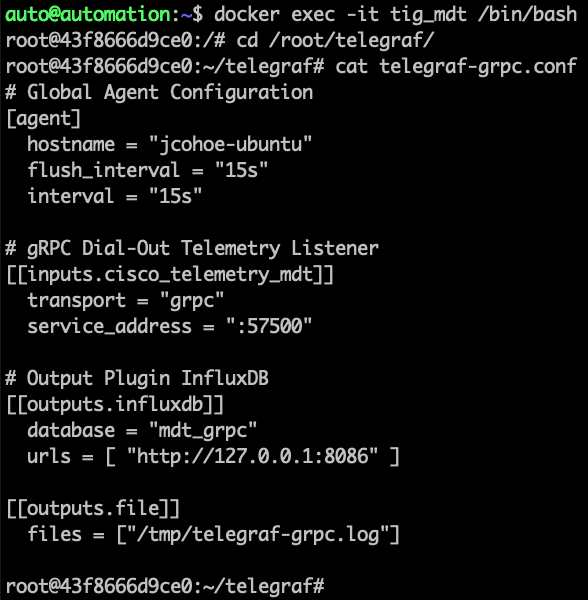 auto@automation:~$ docker exec -it tig_mdt /bin/bash
root@43f8666d9ce0:/# cd /root/telegraf/
root@43f8666d9ce0:~/telegraf# cat telegraf-grpc.conf
# Global Agent Configuration
[agent]
  hostname = "jcohoe-ubuntu"
  flush_interval = "15s"
  interval = "15s"

# gRPC Dial-Out Telemetry Listener
[[inputs.cisco_telemetry_mdt]]
  transport = "grpc"
  service_address = ":57500"

# Output Plugin InfluxDB
[[outputs.influxdb]]
  database = "mdt_grpc"
  urls = [ "http://127.0.0.1:8086" ]

[[outputs.file]]
  files = ["/tmp/telegraf-grpc.log"]

root@43f8666d9ce0:~/telegraf#